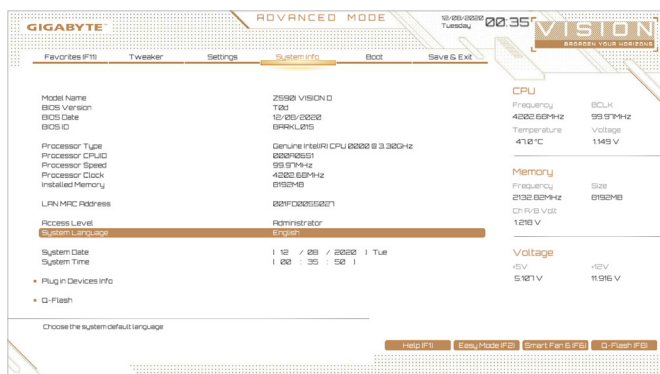 GIGABYTE™
ADVANCED MODE
12/08/2020
Tuesday
00:35
VISION
BROADEN YOUR HORIZONS
Favorites (F11) Tweaker Settings System Info Boot Save & Exit
Model Name Z590I VISION D
BIOS Version T0d
BIOS Date 12/08/2020
BIOS ID 8ARKL015
Processor Type Genuine Intel(R) CPU 0000 @ 3.30GHz
Processor CPUID 000A0651
Processor Speed 99.97MHz
Processor Clock 4202.68MHz
Installed Memory 8192MB
LAN MAC Address 001FD0055027
Access Level Administrator
System Language English
System Date [ 12 / 08 / 2020 ] Tue
System Time [ 00 : 35 : 50 ]
Plug in Devices Info
Q-Flash
Choose the system default language
CPU
Frequency BCLK
4202.68MHz 99.97MHz
Temperature Voltage
47.0 °C 1.149 V
Memory
Frequency Size
2132.82MHz 8192MB
Ch A/B Volt
1.218 V
Voltage
+5V +12V
5.107 V 11.916 V
Help (F1) Easy Mode (F2) Smart Fan 6 (F6) Q-Flash (F8)